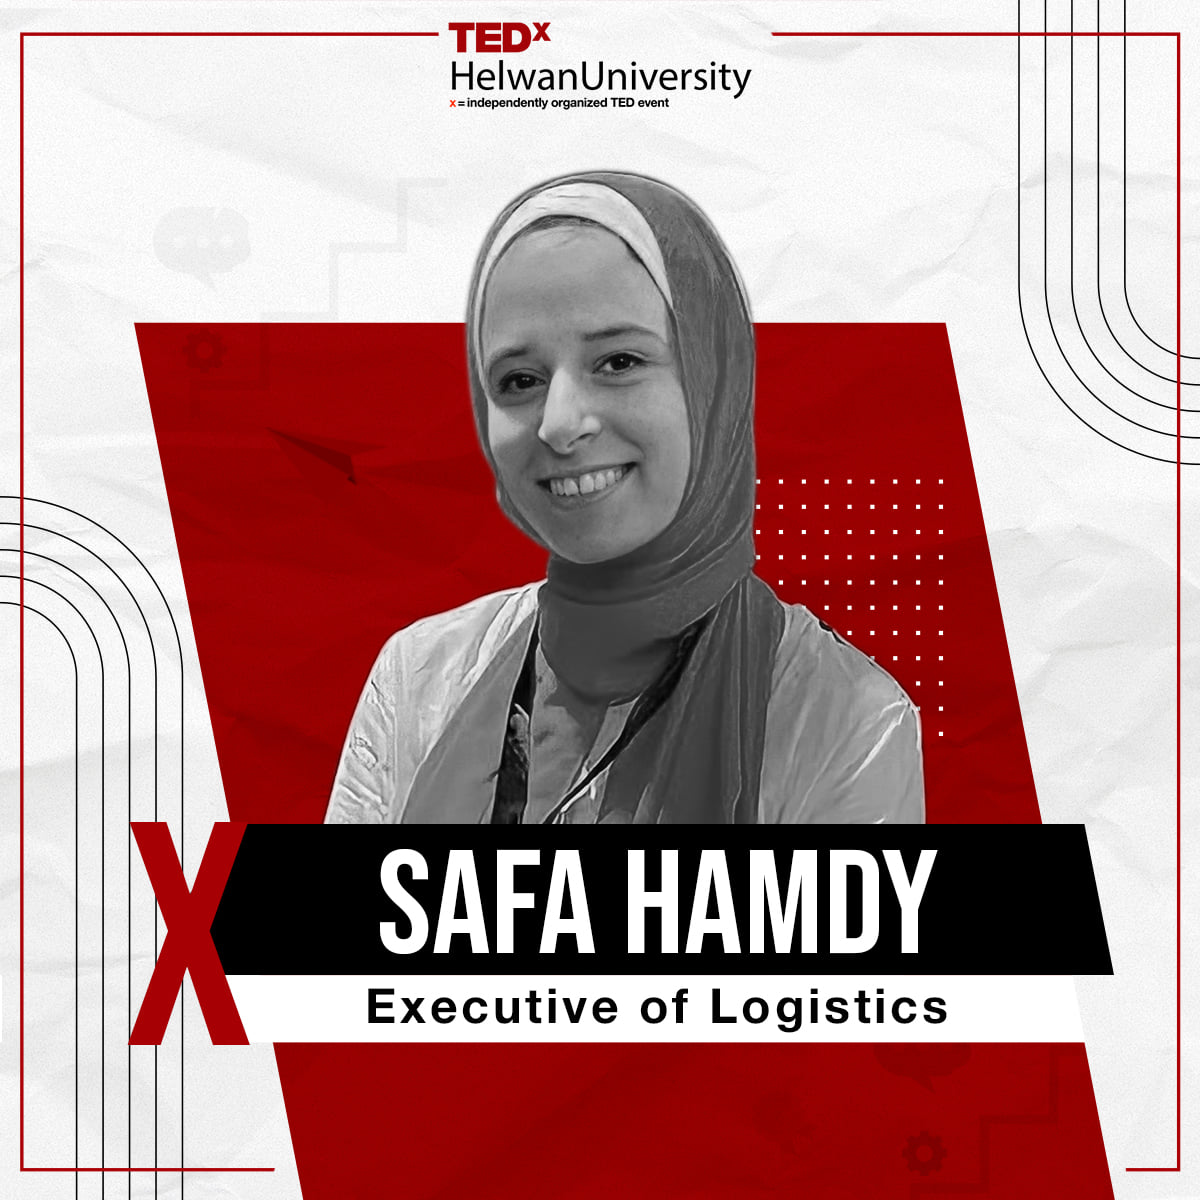 TEDx
HelwanUniversity
x = independently organized TED event
X
SAFA HAMDY
Executive of Logistics